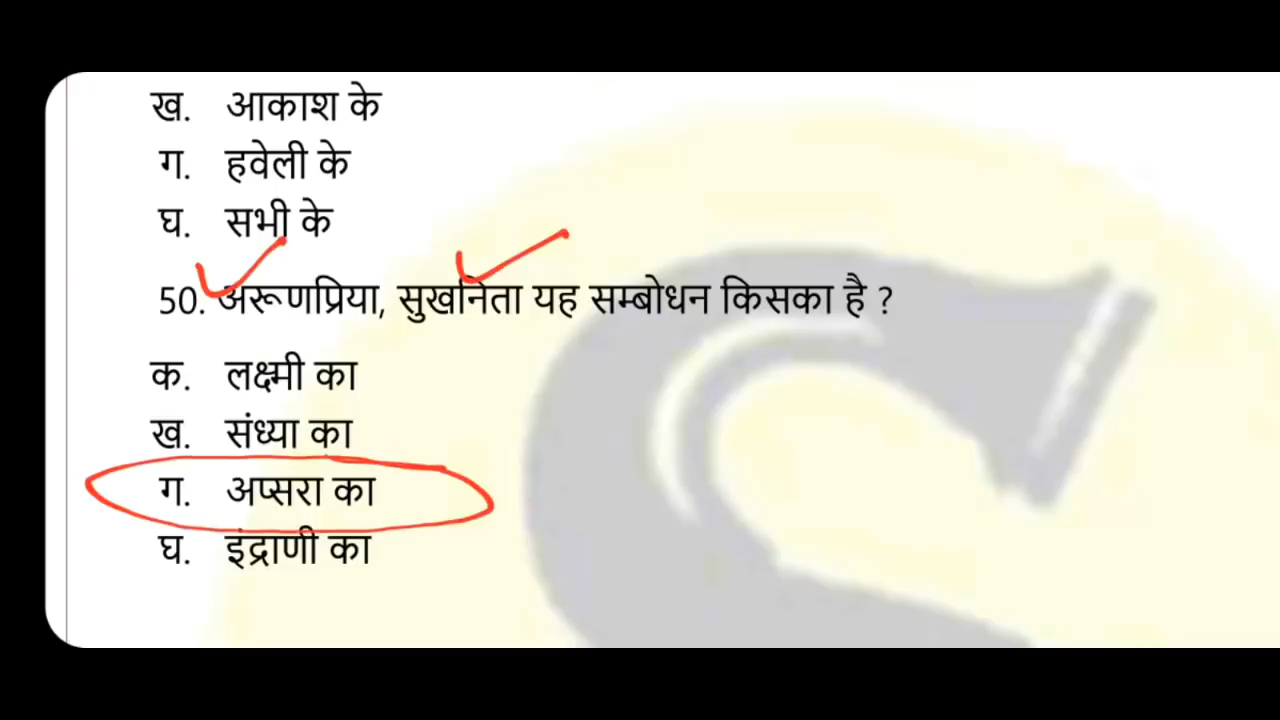 ख. आकाश के
ग. हवेली के
घ. सभी के
50. अरूणप्रिया, सुखनिता यह सम्बोधन किसका है ?
क. लक्ष्मी का
ख. संध्या का
ग. अप्सरा का
घ. इंद्राणी का